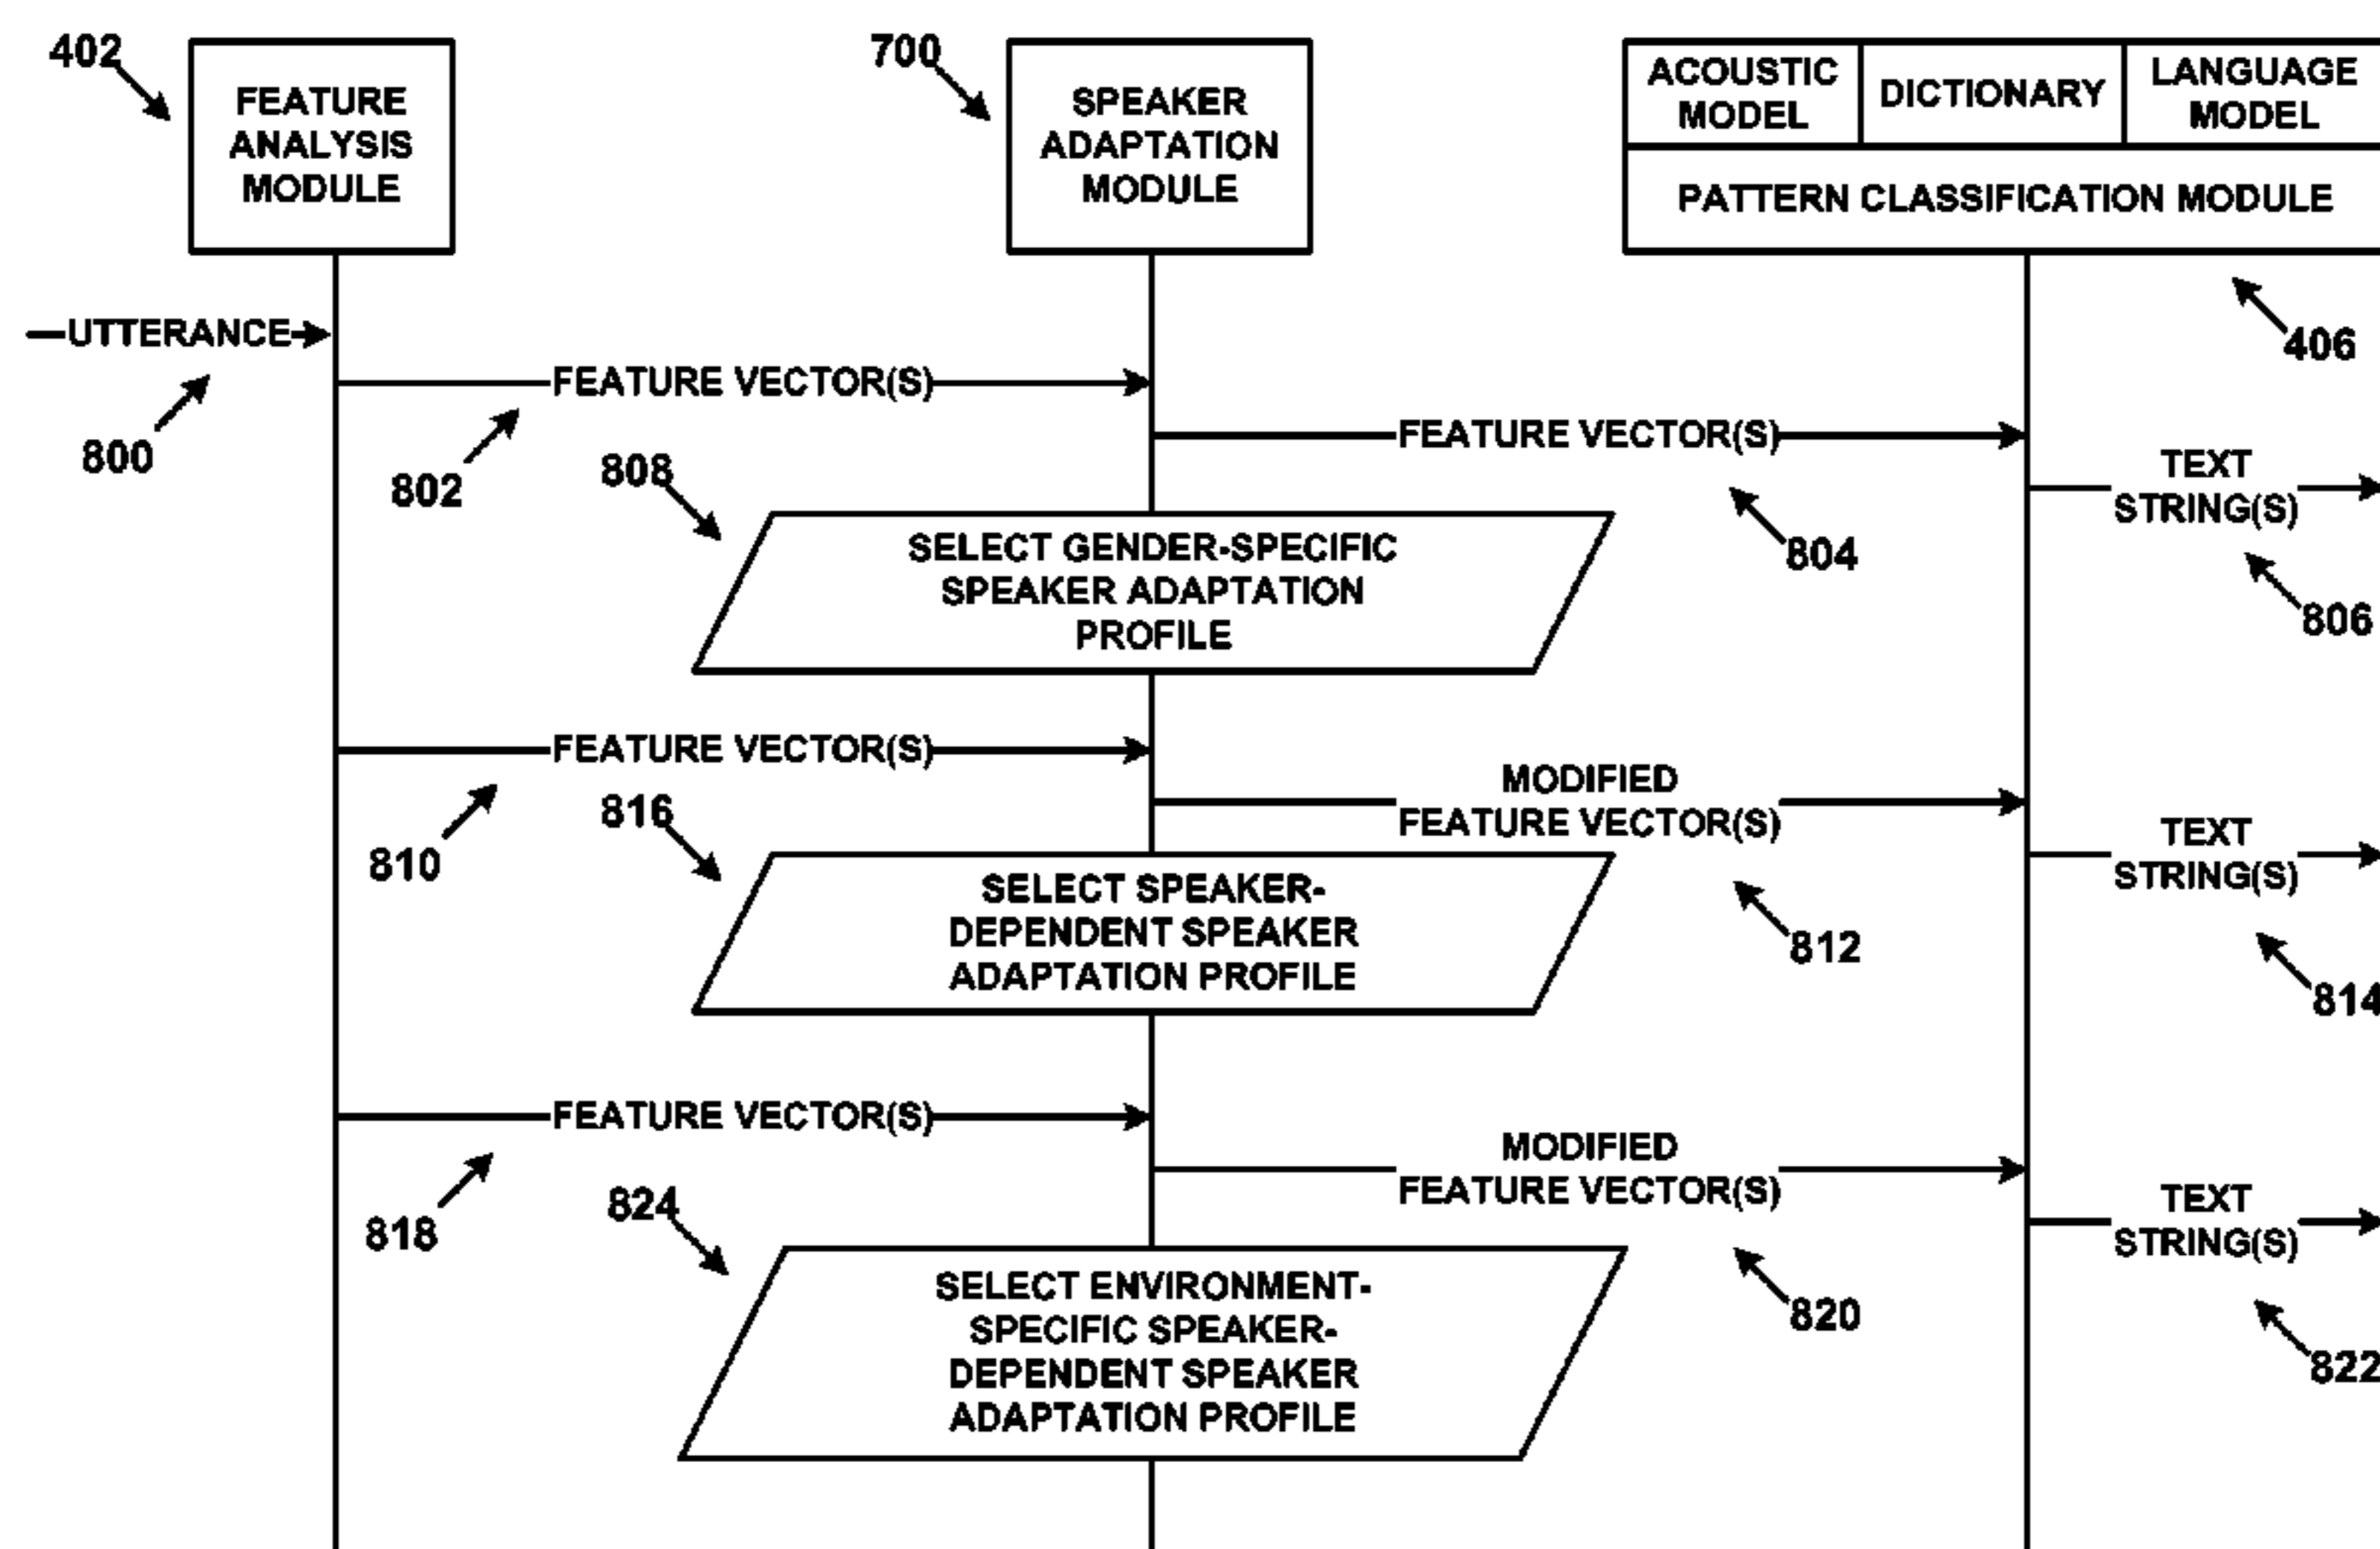 402
FEATURE
ANALYSIS
MODULE
700
SPEAKER
ADAPTATION
MODULE
ACOUSTIC
MODEL
DICTIONARY
LANGUAGE
MODEL
PATTERN CLASSIFICATION MODULE
406
UTTERANCE
800
FEATURE VECTOR(S)
802
FEATURE VECTOR(S)
804
TEXT
STRING(S)
806
808
SELECT GENDER-SPECIFIC
SPEAKER ADAPTATION
PROFILE
FEATURE VECTOR(S)
810
MODIFIED
FEATURE VECTOR(S)
812
TEXT
STRING(S)
814
816
SELECT SPEAKER-
DEPENDENT SPEAKER
ADAPTATION PROFILE
FEATURE VECTOR(S)
818
MODIFIED
FEATURE VECTOR(S)
820
TEXT
STRING(S)
822
824
SELECT ENVIRONMENT-
SPECIFIC SPEAKER-
DEPENDENT SPEAKER
ADAPTATION PROFILE